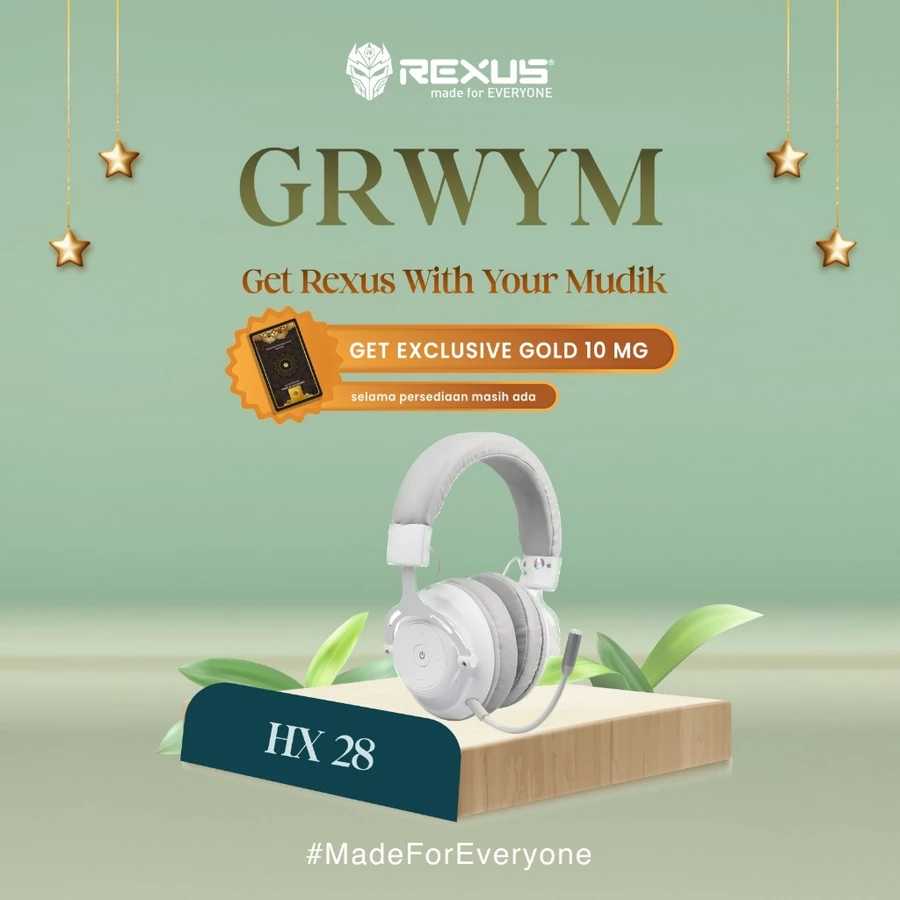 REXUS®
made for EVERYONE
GRWYM
Get Rexus With Your Mudik
GET EXCLUSIVE GOLD 10 MG
selama persediaan masih ada
HX 28
#MadeForEveryone